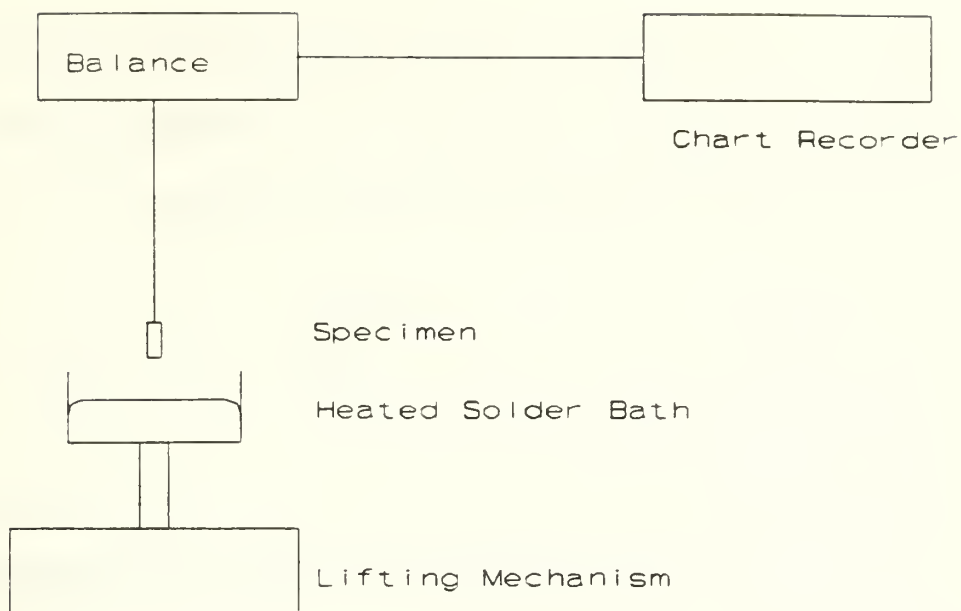 Balance
Chart Recorder
Specimen
Heated Solder Bath
Lifting Mechanism